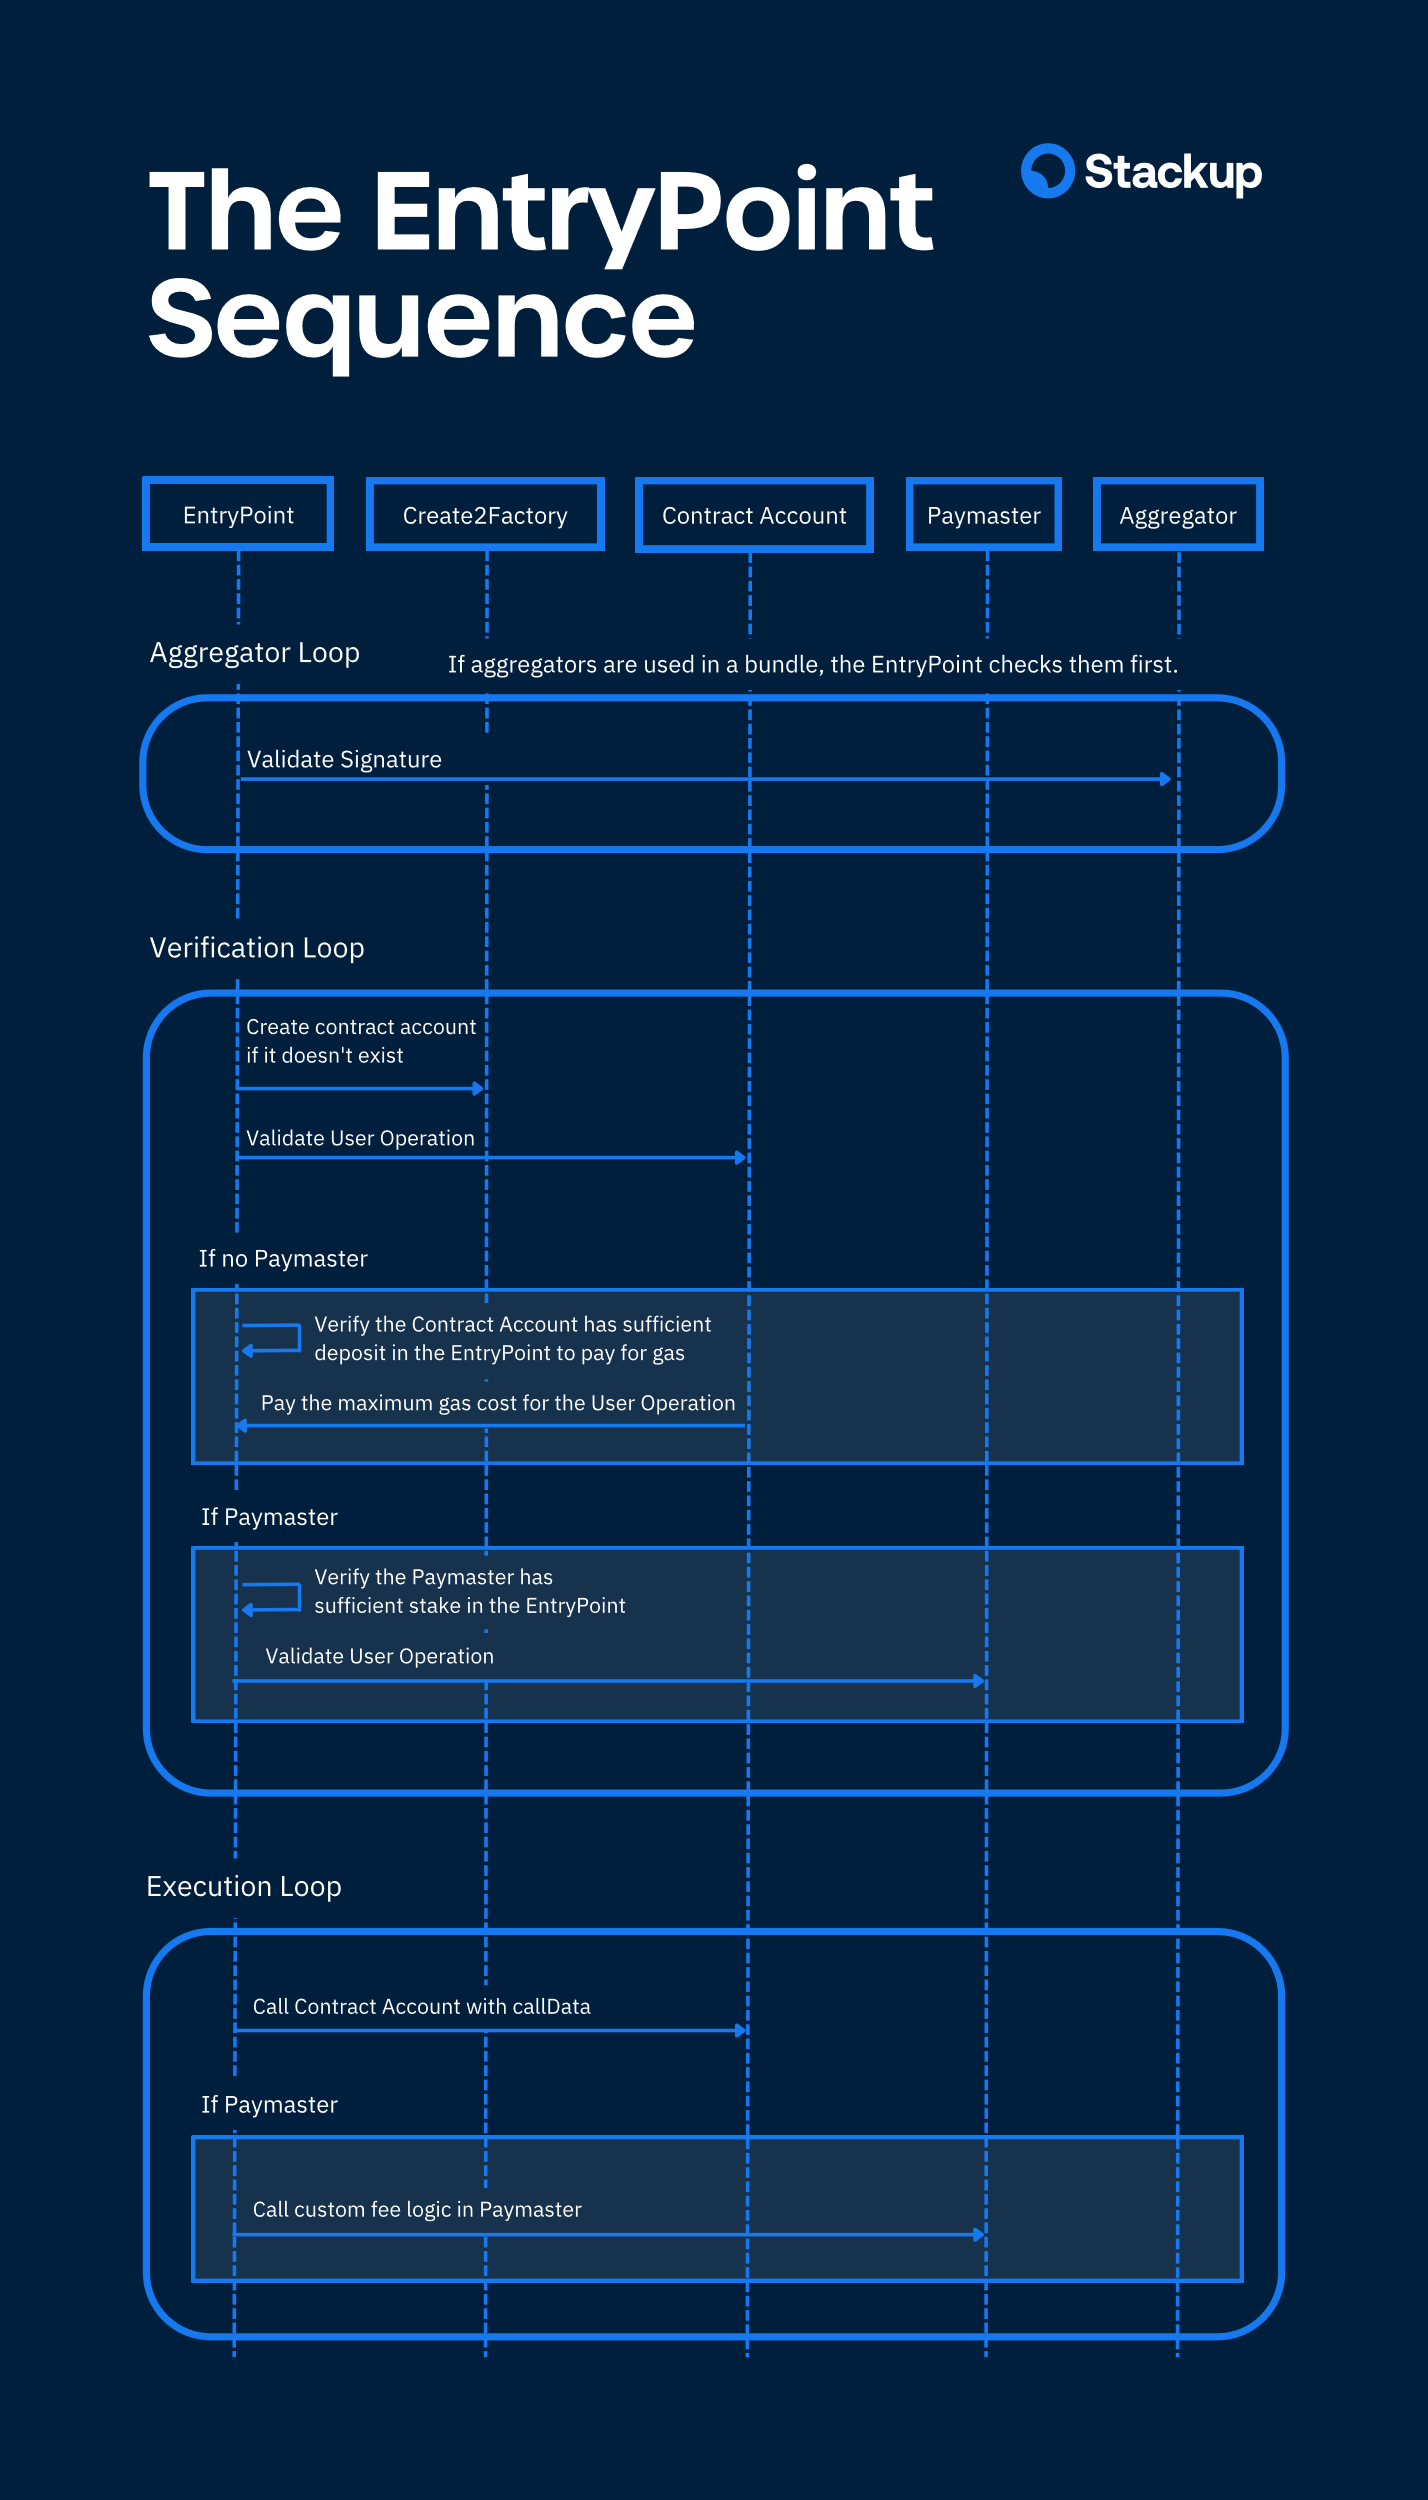 The EntryPoint
Sequence
Stackup
EntryPoint
Create2Factory
Contract Account
Paymaster
Aggregator
Aggregator Loop
If aggregators are used in a bundle, the EntryPoint checks them first.
Validate Signature
Verification Loop
Create contract account
if it doesn't exist
Validate User Operation
If no Paymaster
Verify the Contract Account has sufficient
deposit in the EntryPoint to pay for gas
Pay the maximum gas cost for the User Operation
If Paymaster
Verify the Paymaster has
sufficient stake in the EntryPoint
Validate User Operation
Execution Loop
Call Contract Account with callData
If Paymaster
Call custom fee logic in Paymaster